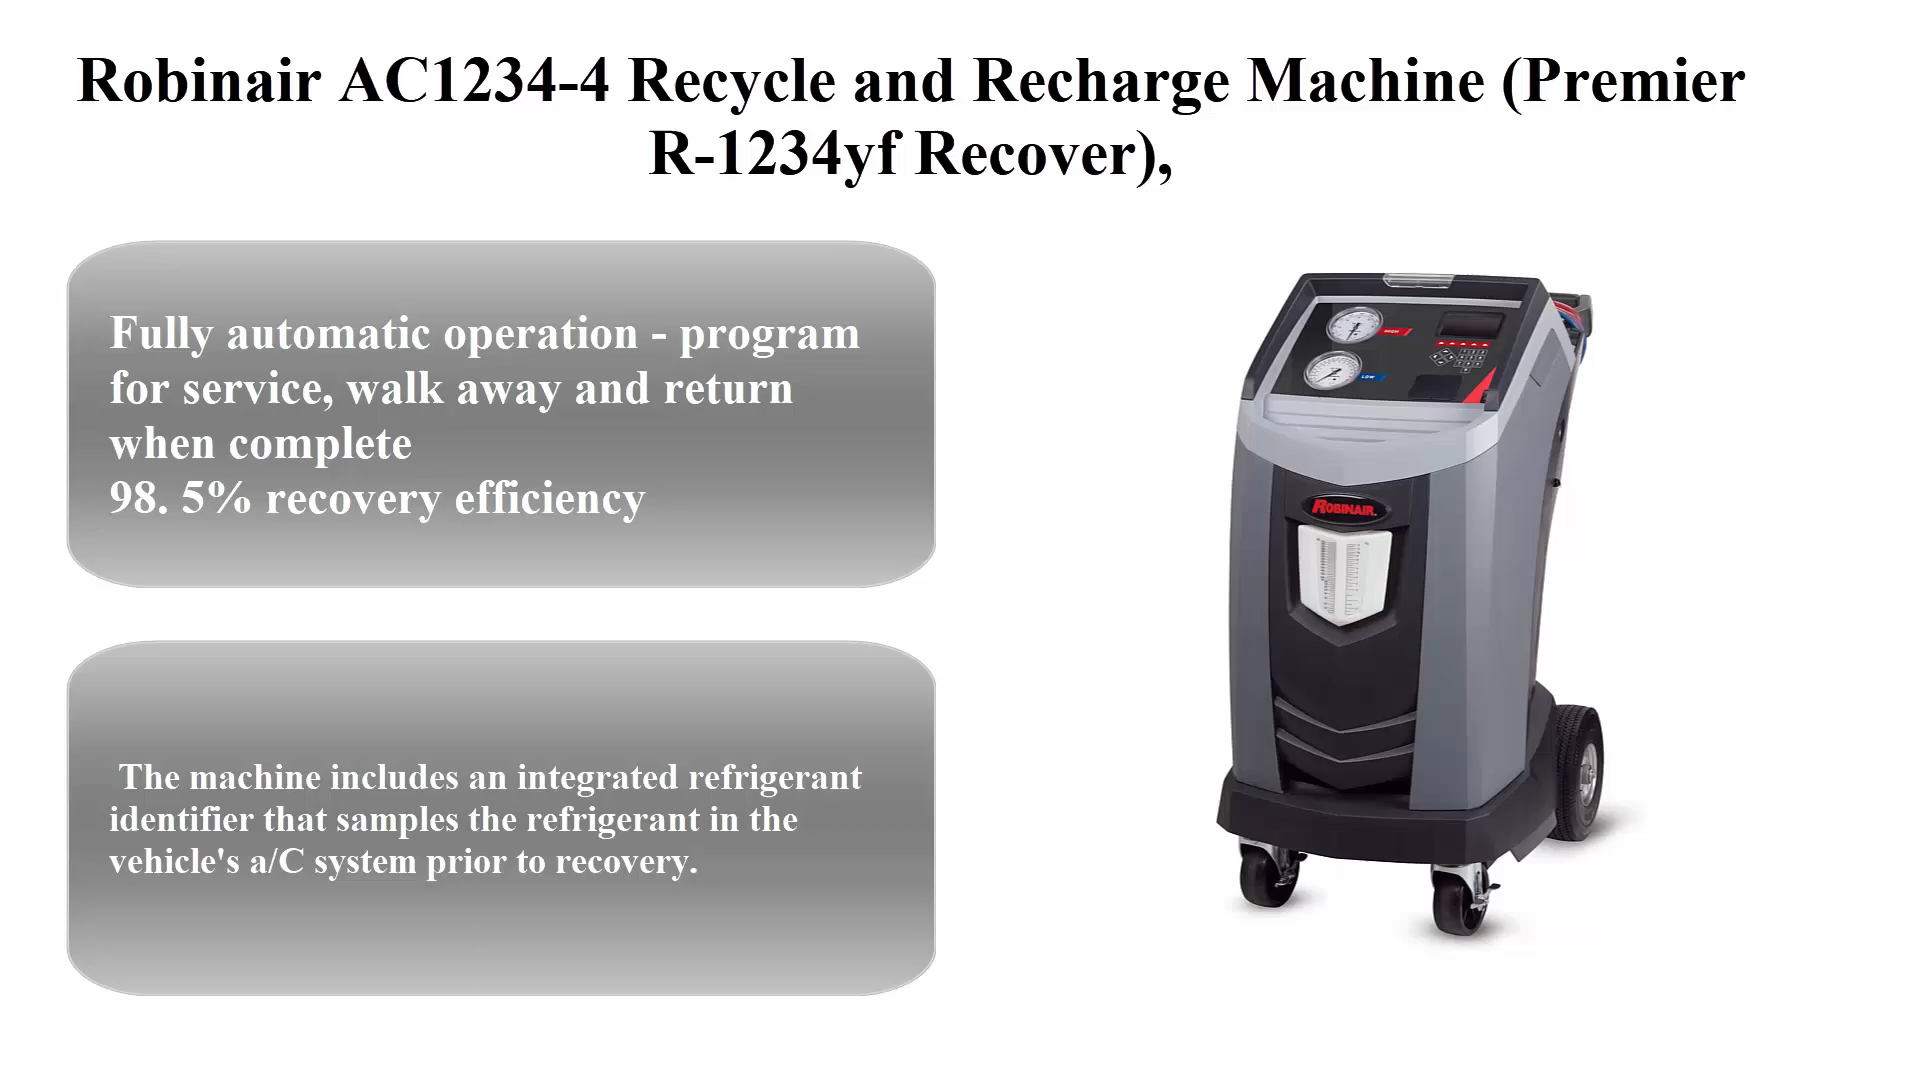 Robinair AC1234-4 Recycle and Recharge Machine (Premier
R-1234yf Recover),
Fully automatic operation - program
for service, walk away and return
when complete
98. 5% recovery efficiency
The machine includes an integrated refrigerant
identifier that samples the refrigerant in the
vehicle's a/C system prior to recovery.
HIGH
LOW
ROBINAIR